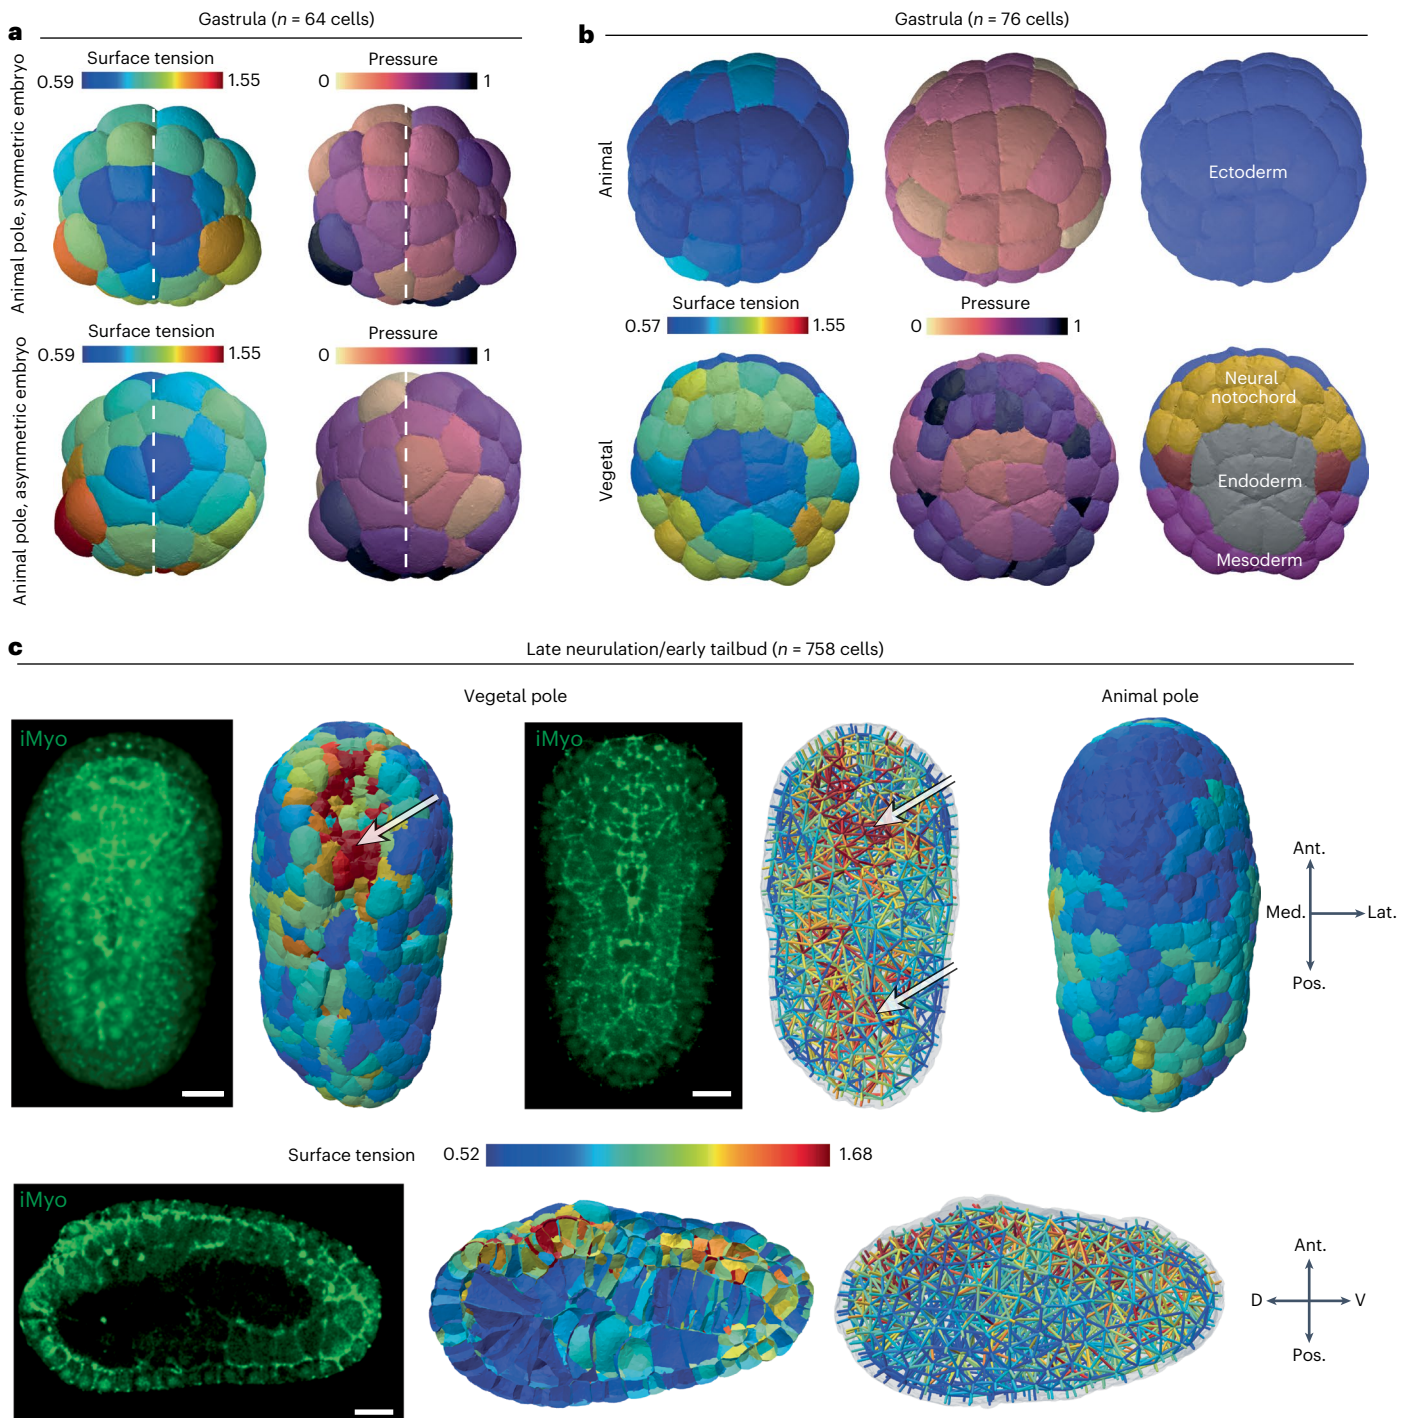 a
Gastrula (n = 64 cells)
Animal pole, symmetric embryo
Surface tension
0.59
1.55
Pressure
0
1
Animal pole, asymmetric embryo
Surface tension
0.59
1.55
Pressure
0
1
b
Gastrula (n = 76 cells)
Animal
Ectoderm
Surface tension
0.57
1.55
Pressure
0
1
Vegetal
Neural
notochord
Endoderm
Mesoderm
c
Late neurulation/early tailbud (n = 758 cells)
Vegetal pole
Animal pole
iMyo
iMyo
Ant.
Med.
Lat.
Pos.
Surface tension
0.52
1.68
iMyo
Ant.
D
V
Pos.